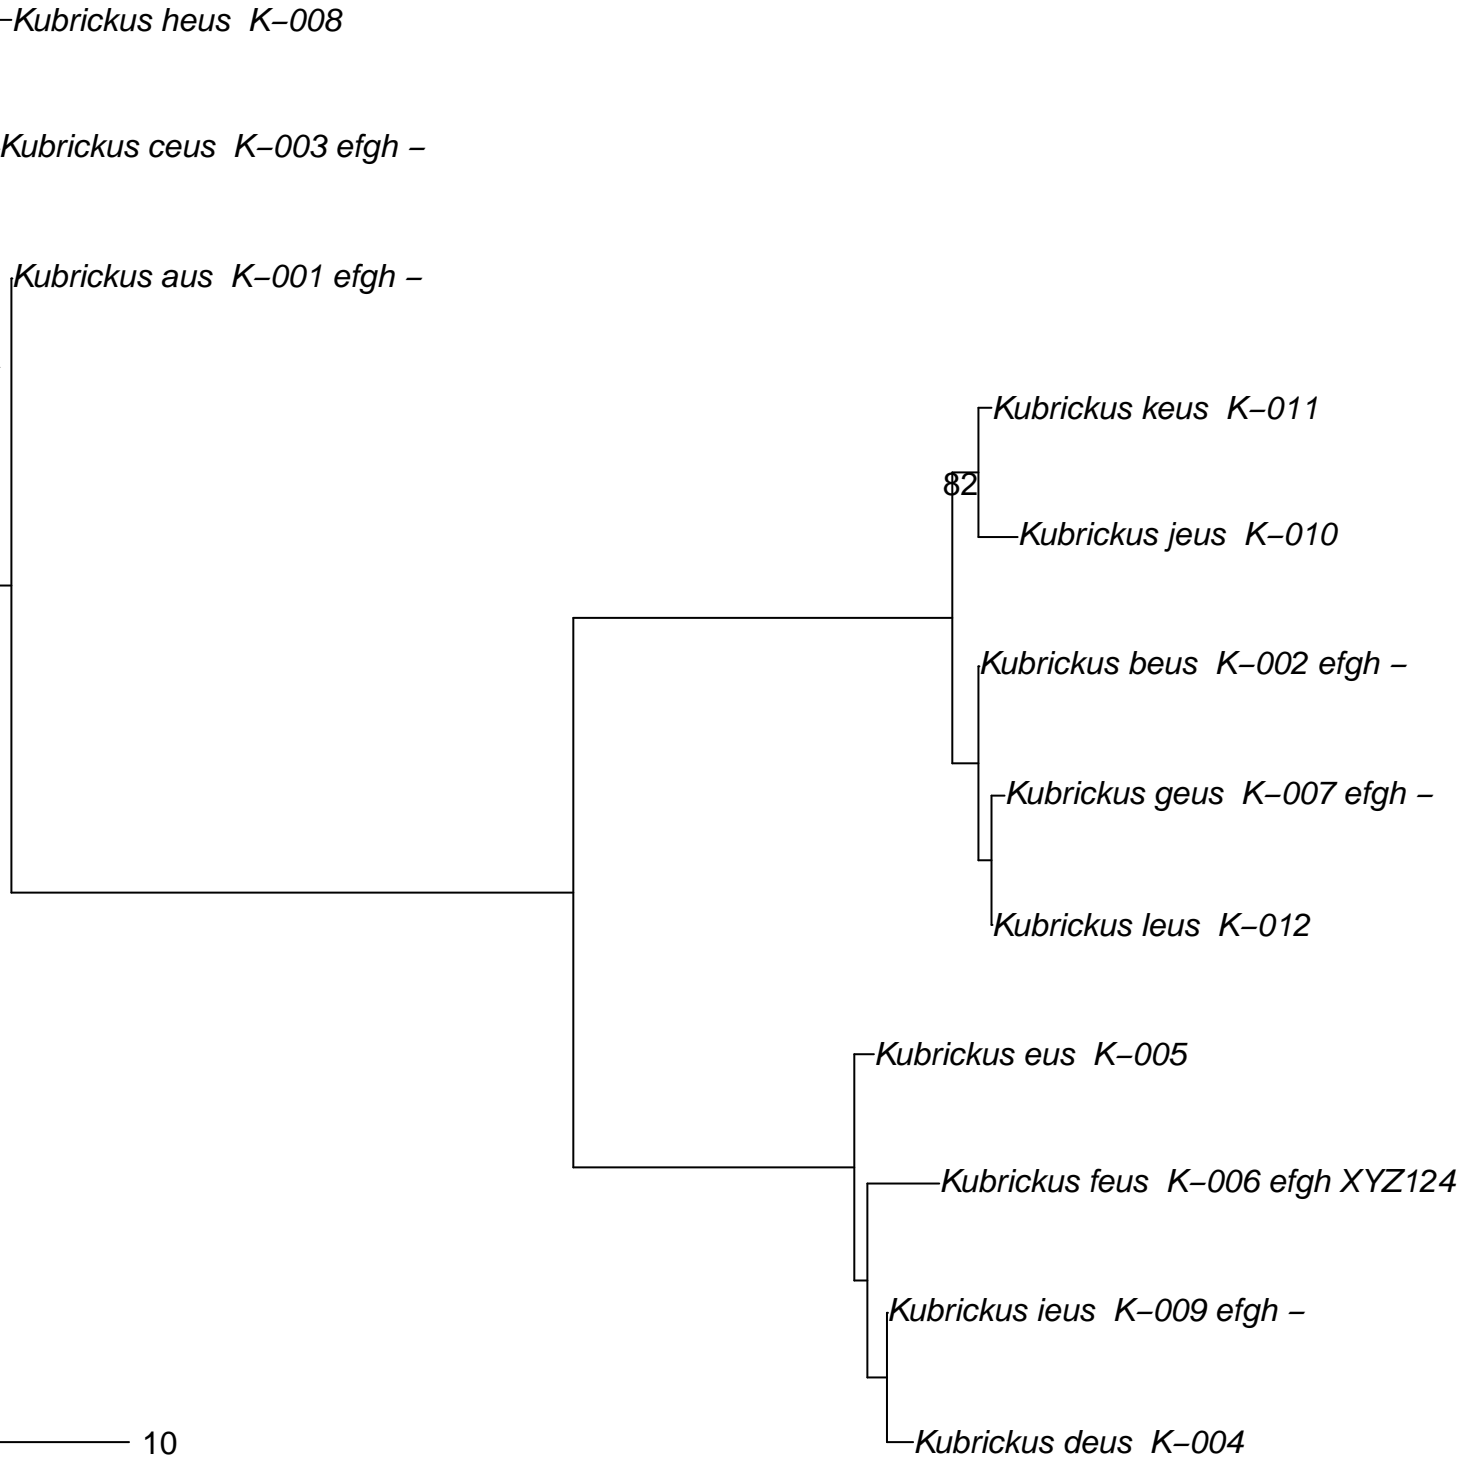 Kubrickus heus K–008
Kubrickus ceus K–003 efgh –
Kubrickus aus K–001 efgh –
Kubrickus keus K–011
82
Kubrickus jeus K–010
Kubrickus beus K–002 efgh –
Kubrickus geus K–007 efgh –
Kubrickus leus K–012
Kubrickus eus K–005
Kubrickus feus K–006 efgh XYZ124
Kubrickus ieus K–009 efgh –
Kubrickus deus K–004
10